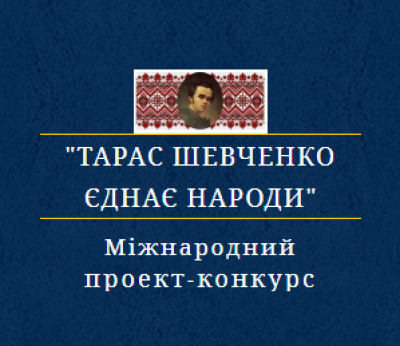 "ТАРАС ШЕВЧЕНКО
ЄДНАЄ НАРОДИ"
Міжнародний
проект-конкурс